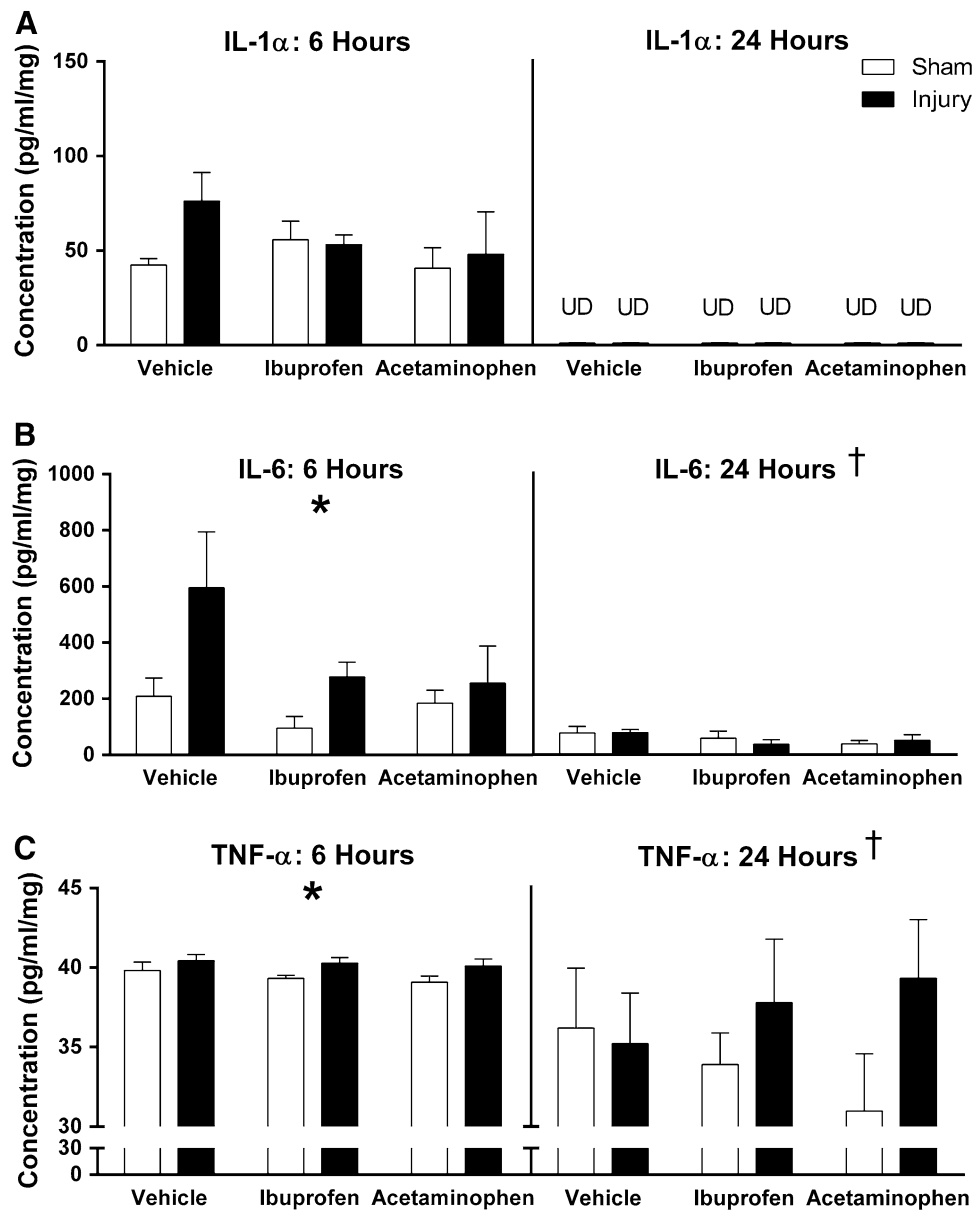 A
IL-1α: 6 Hours
IL-1α: 24 Hours
Sham
Injury
Concentration (pg/ml/mg)
150
100
50
0
UD UD UD UD UD UD
Vehicle Ibuprofen Acetaminophen Vehicle Ibuprofen Acetaminophen
B
IL-6: 6 Hours
IL-6: 24 Hours †
*
Concentration (pg/ml/mg)
1000
800
600
400
200
0
Vehicle Ibuprofen Acetaminophen Vehicle Ibuprofen Acetaminophen
C
TNF-α: 6 Hours
TNF-α: 24 Hours †
*
Concentration (pg/ml/mg)
45
40
35
30
30
0
Vehicle Ibuprofen Acetaminophen Vehicle Ibuprofen Acetaminophen